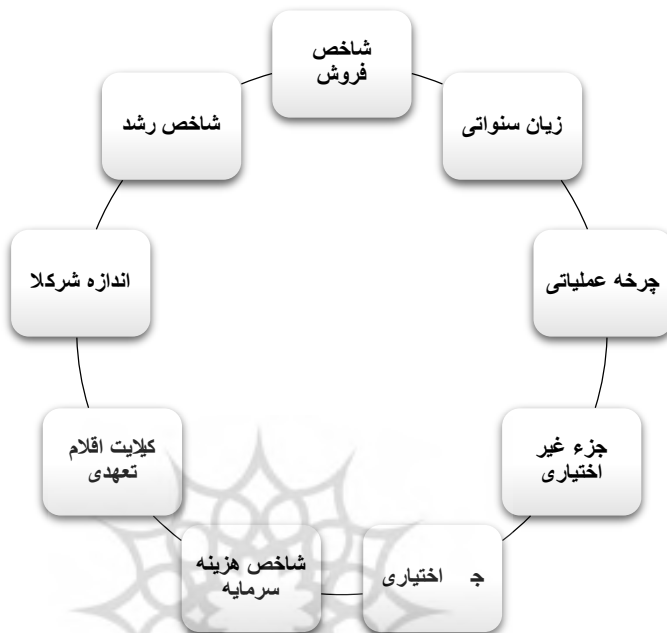 شاخص
فروش
زیان سنواتی
چرخه عملیاتی
جزء غیر
اختیاری
ج اختیاری
شاخص هزینه
سرمایه
کیلایت اقلام
تعهدی
اندازه شرکلا
شاخص رشد